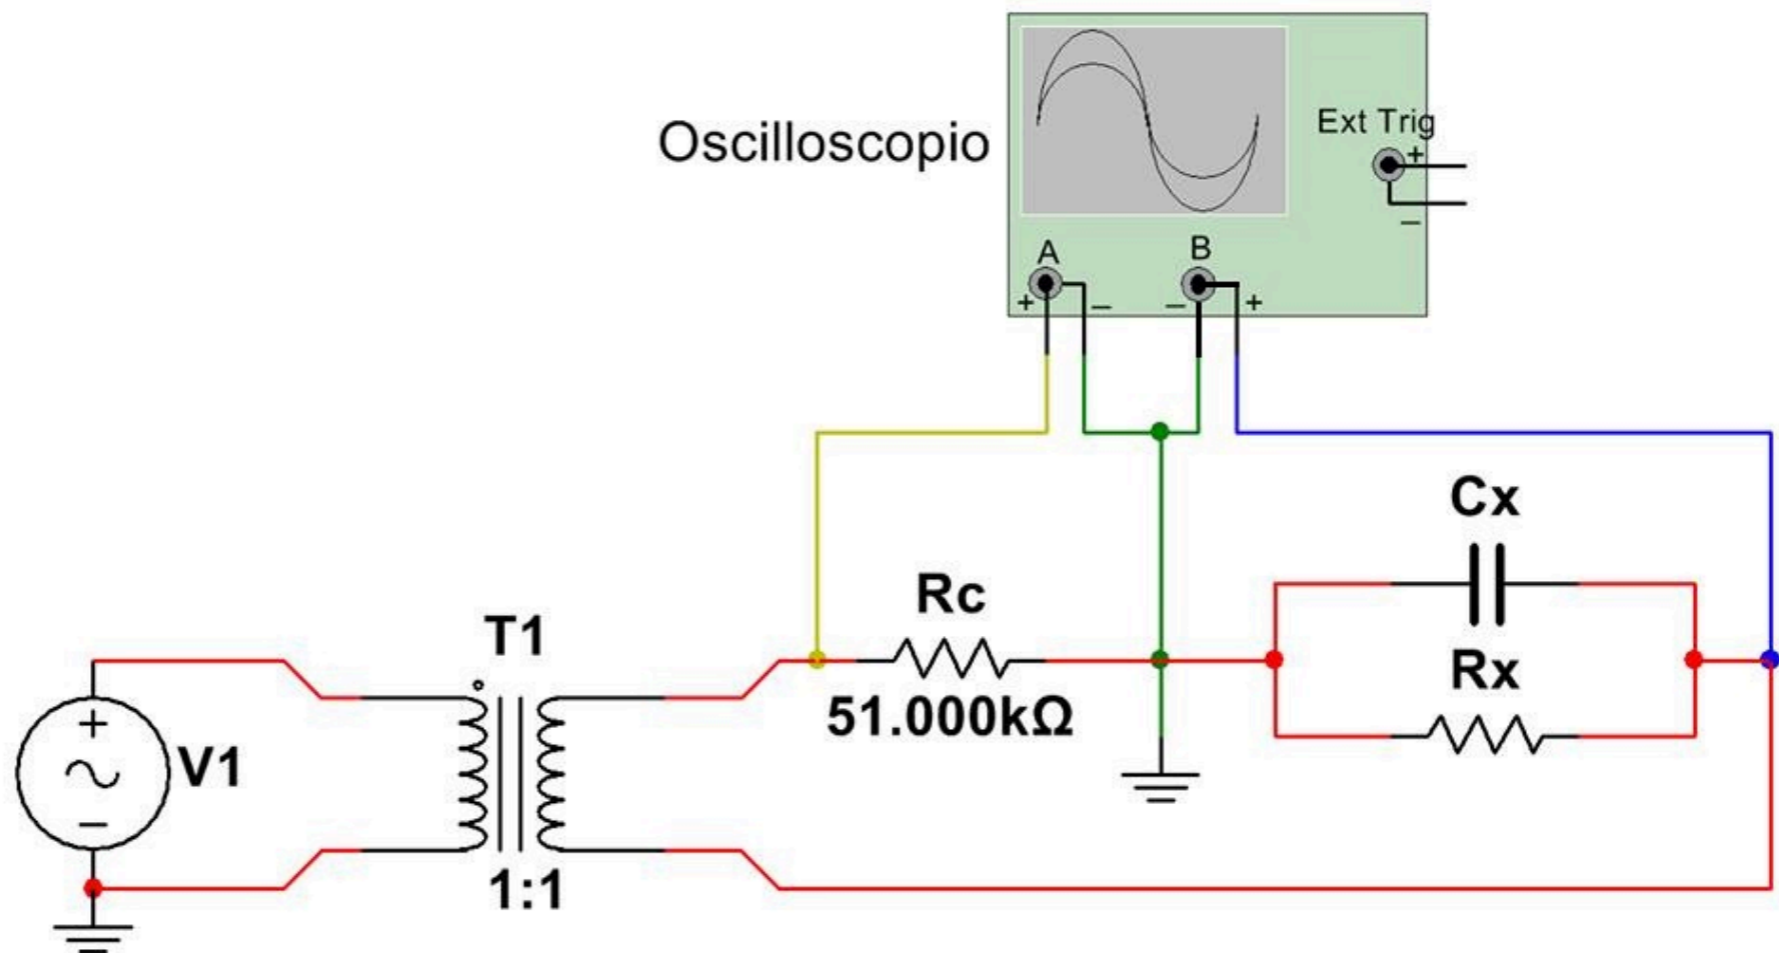 Oscilloscopio
Ext Trig
+
–
A
B
+
–
–
+
Cx
Rc
T1
Rx
51.000kΩ
+
V1
–
1:1